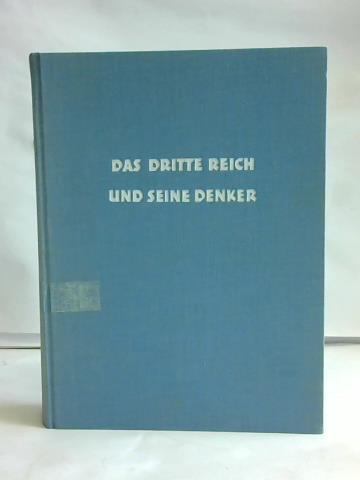 DAS DRITTE REICH
UND SEINE DENKER